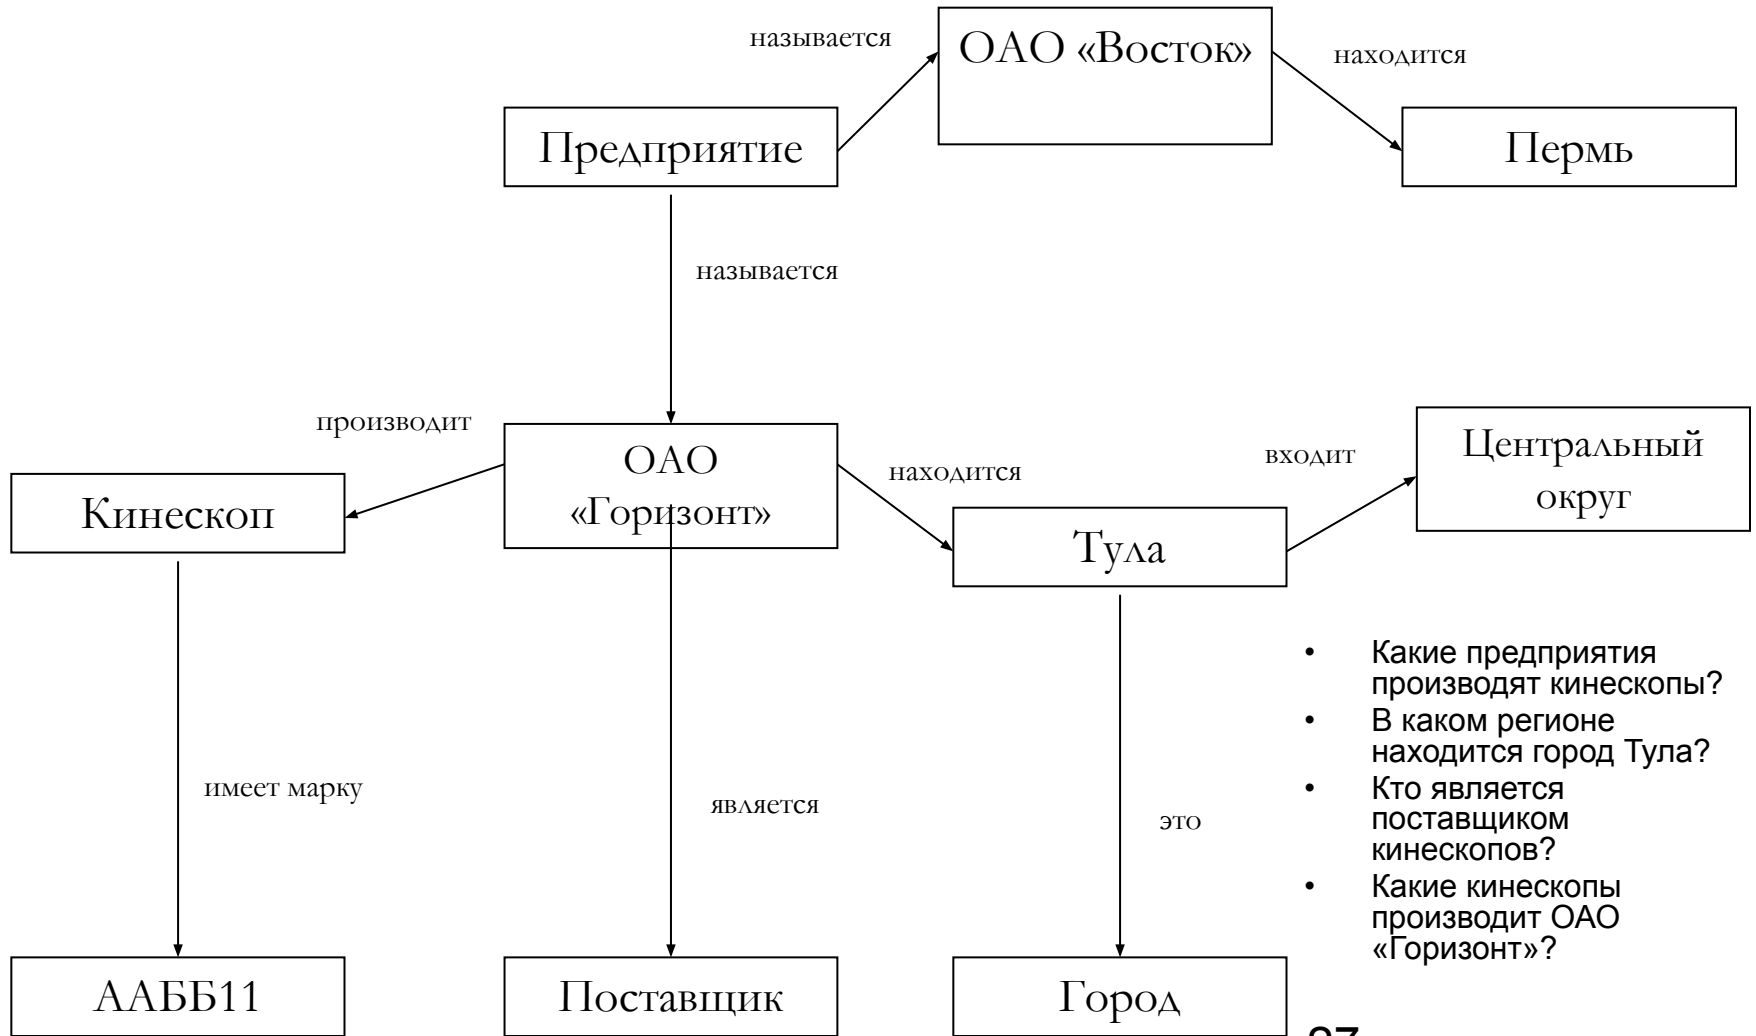 называется
ОАО «Восток»
находится
Предприятие
Пермь
называется
производит
ОАО
«Горизонт»
находится
входит
Центральный
округ
Кинескоп
Тула
имеет марку
является
это
• Какие предприятия
производят кинескопы?
• В каком регионе
находится город Тула?
• Кто является
поставщиком
кинескопов?
• Какие кинескопы
производит ОАО
«Горизонт»?
ААББ11
Поставщик
Город